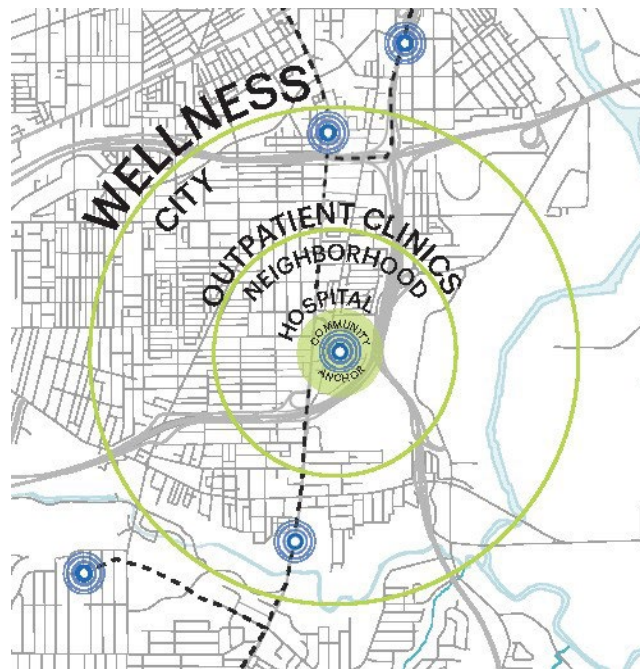 WELLNESS
CITY
OUTPATIENT CLINICS
NEIGHBORHOOD
HOSPITAL
COMMUNITY
ANCHOR